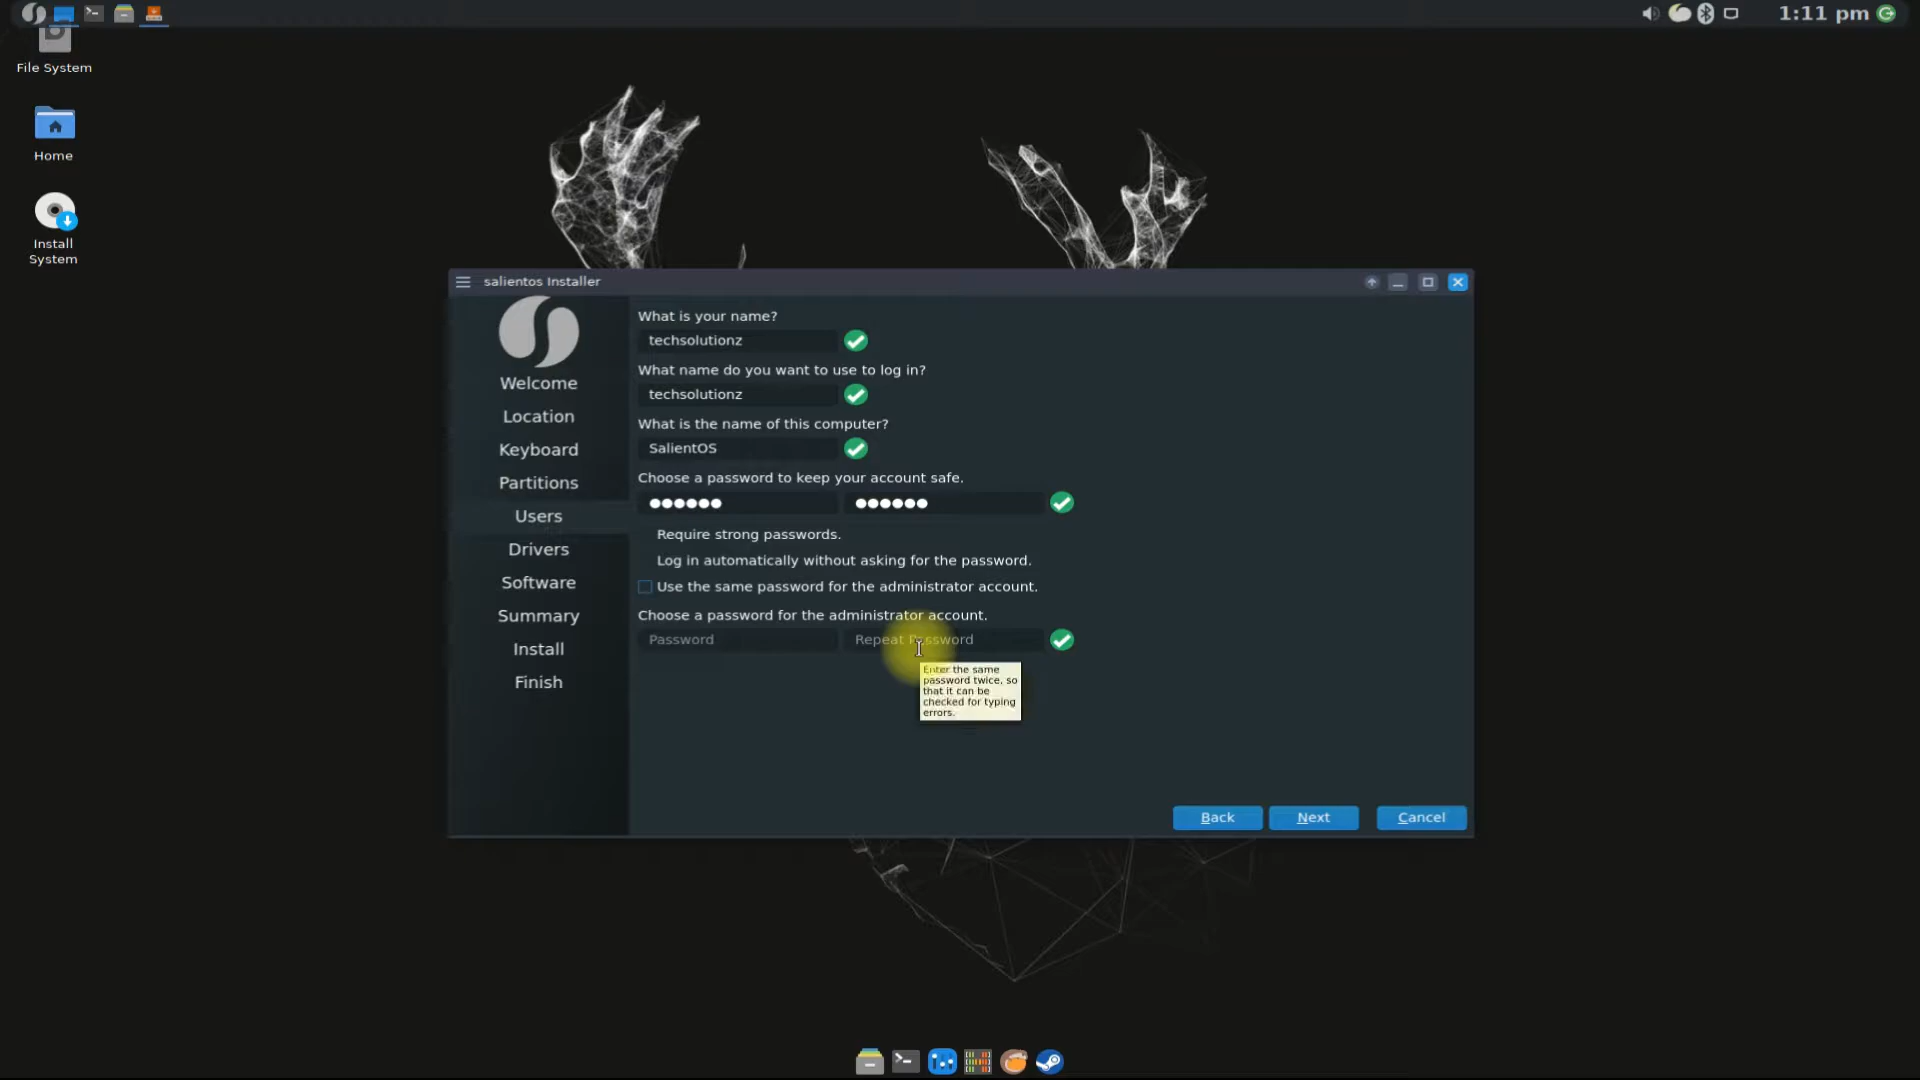 1:11 pm
File System
Home
Install
System
salientos Installer
Welcome
Location
Keyboard
Partitions
Users
Drivers
Software
Summary
Install
Finish
What is your name?
techsolutionz
What name do you want to use to log in?
techsolutionz
What is the name of this computer?
SalientOS
Choose a password to keep your account safe.
●●●●●● ●●●●●●
Require strong passwords.
Log in automatically without asking for the password.
Use the same password for the administrator account.
Choose a password for the administrator account.
Password Repeat Password
Enter the same
password twice, so
that it can be
checked for typing
errors.
Back Next Cancel